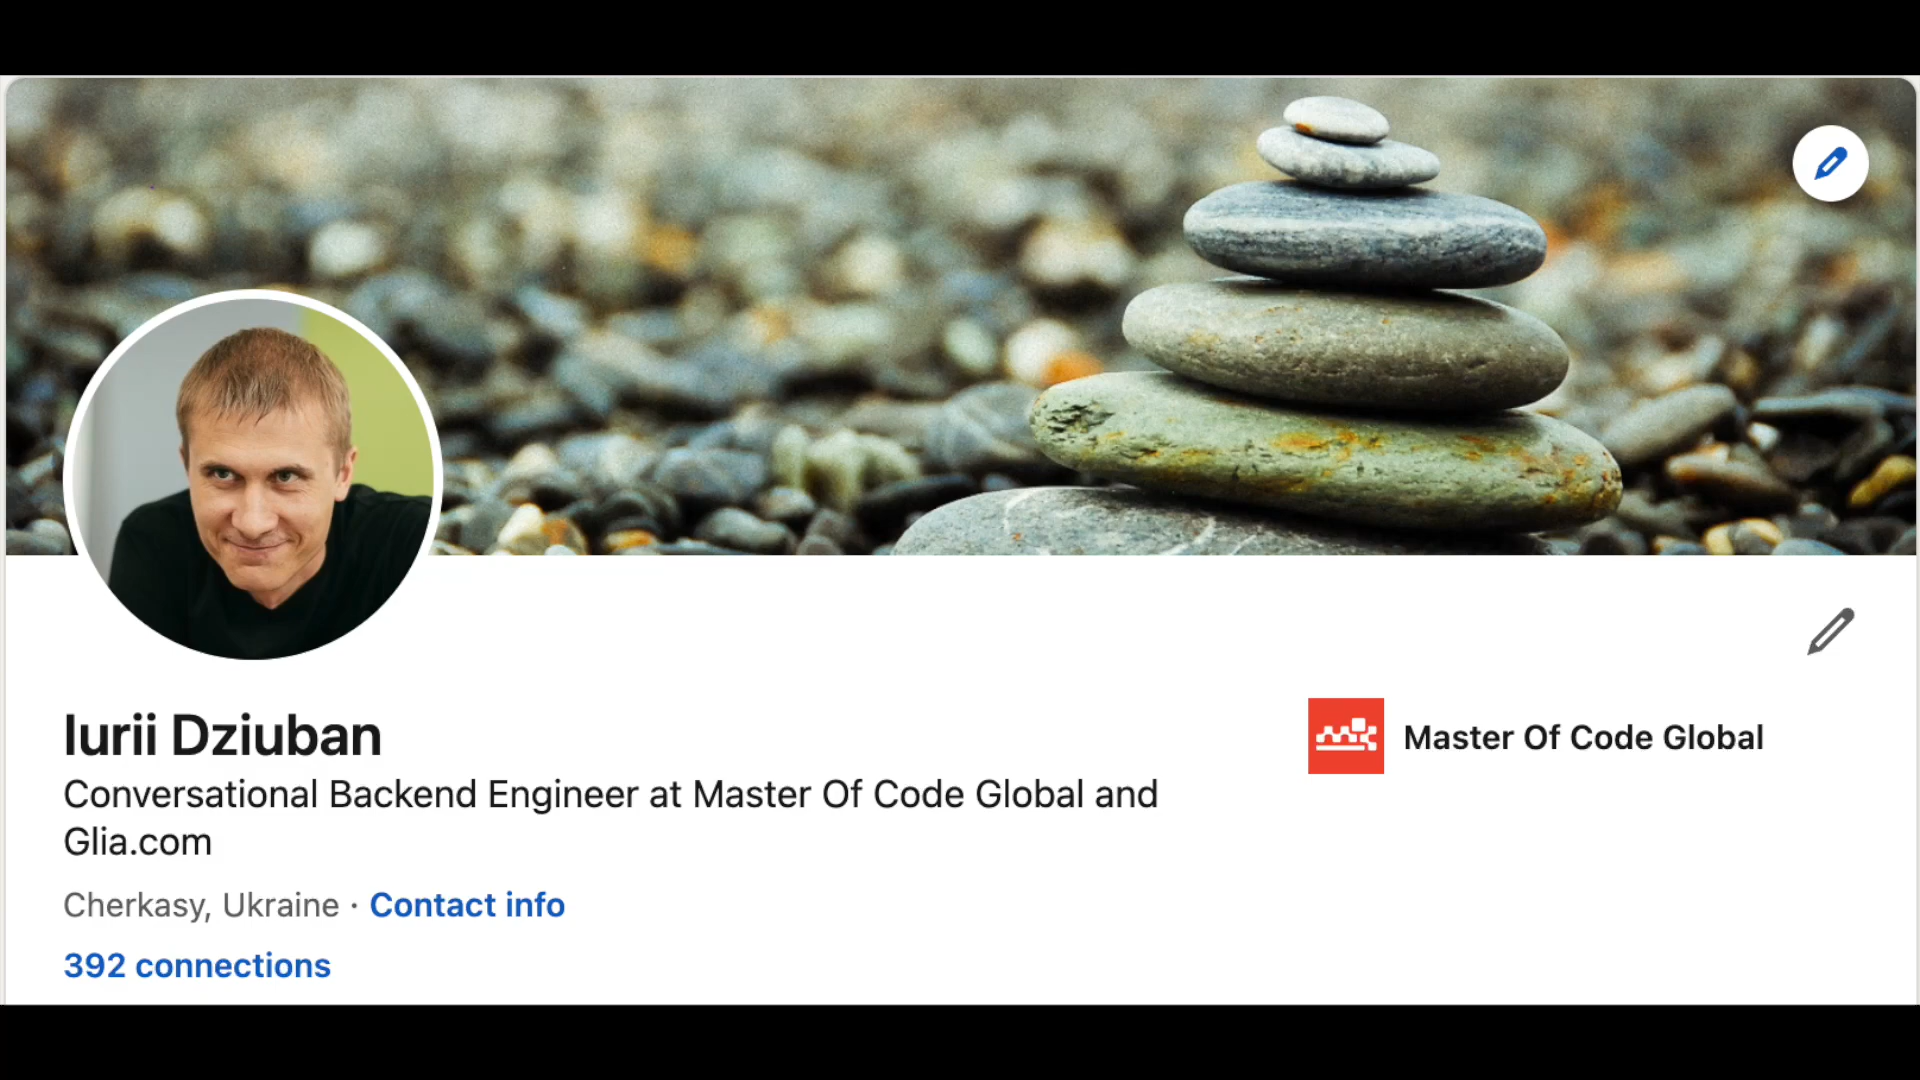 Iurii Dziuban
Conversational Backend Engineer at Master Of Code Global and
Glia.com
Cherkasy, Ukraine · Contact info
392 connections
Master Of Code Global